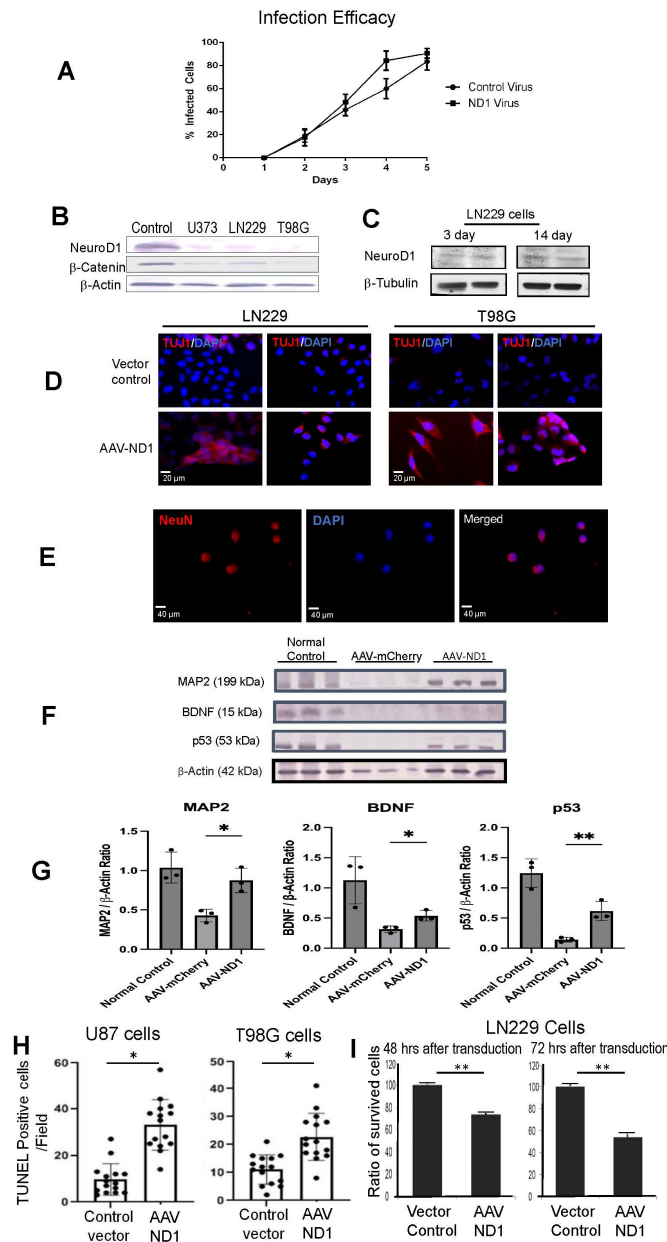 Infection Efficacy
A
% Infected Cells
100
80
60
40
20
0
0 1 2 3 4 5
Days
Control Virus
ND1 Virus
B
Control U373 LN229 T98G
NeuroD1
β-Catenin
β-Actin
C
LN229 cells
3 day 14 day
NeuroD1
β-Tubulin
D
LN229 T98G
Vector
control
TUJ1/DAPI TUJ1/DAPI TUJ1/DAPI TUJ1/DAPI
AAV-ND1
20 µm 20 µm
E
NeuN DAPI Merged
40 µm 40 µm 40 µm
F
Normal
Control AAV-mCherry AAV-ND1
MAP2 (199 kDa)
BDNF (15 kDa)
p53 (53 kDa)
β-Actin (42 kDa)
G
MAP2
MAP2 / β-Actin Ratio
1.5
1.0
0.5
0.0
*
Normal Control AAV-mCherry AAV-ND1
BDNF
BDNF / β-Actin Ratio
2.0
1.5
1.0
0.5
0.0
*
Normal Control AAV-mCherry AAV-ND1
p53
p53 / β-Actin Ratio
2.0
1.5
1.0
0.5
0.0
**
Normal Control AAV-mCherry AAV-ND1
H
TUNEL Positive cells
/Field
U87 cells
60
40
20
0
*
Control
vector
AAV
ND1
T98G cells
50
40
30
20
10
0
*
Control
vector
AAV
ND1
I
LN229 Cells
Ratio of survived cells
48 hrs after transduction
120
100
80
60
40
20
0
**
Vector
Control
AAV
ND1
72 hrs after transduction
120
100
80
60
40
20
0
**
Vector
Control
AAV
ND1